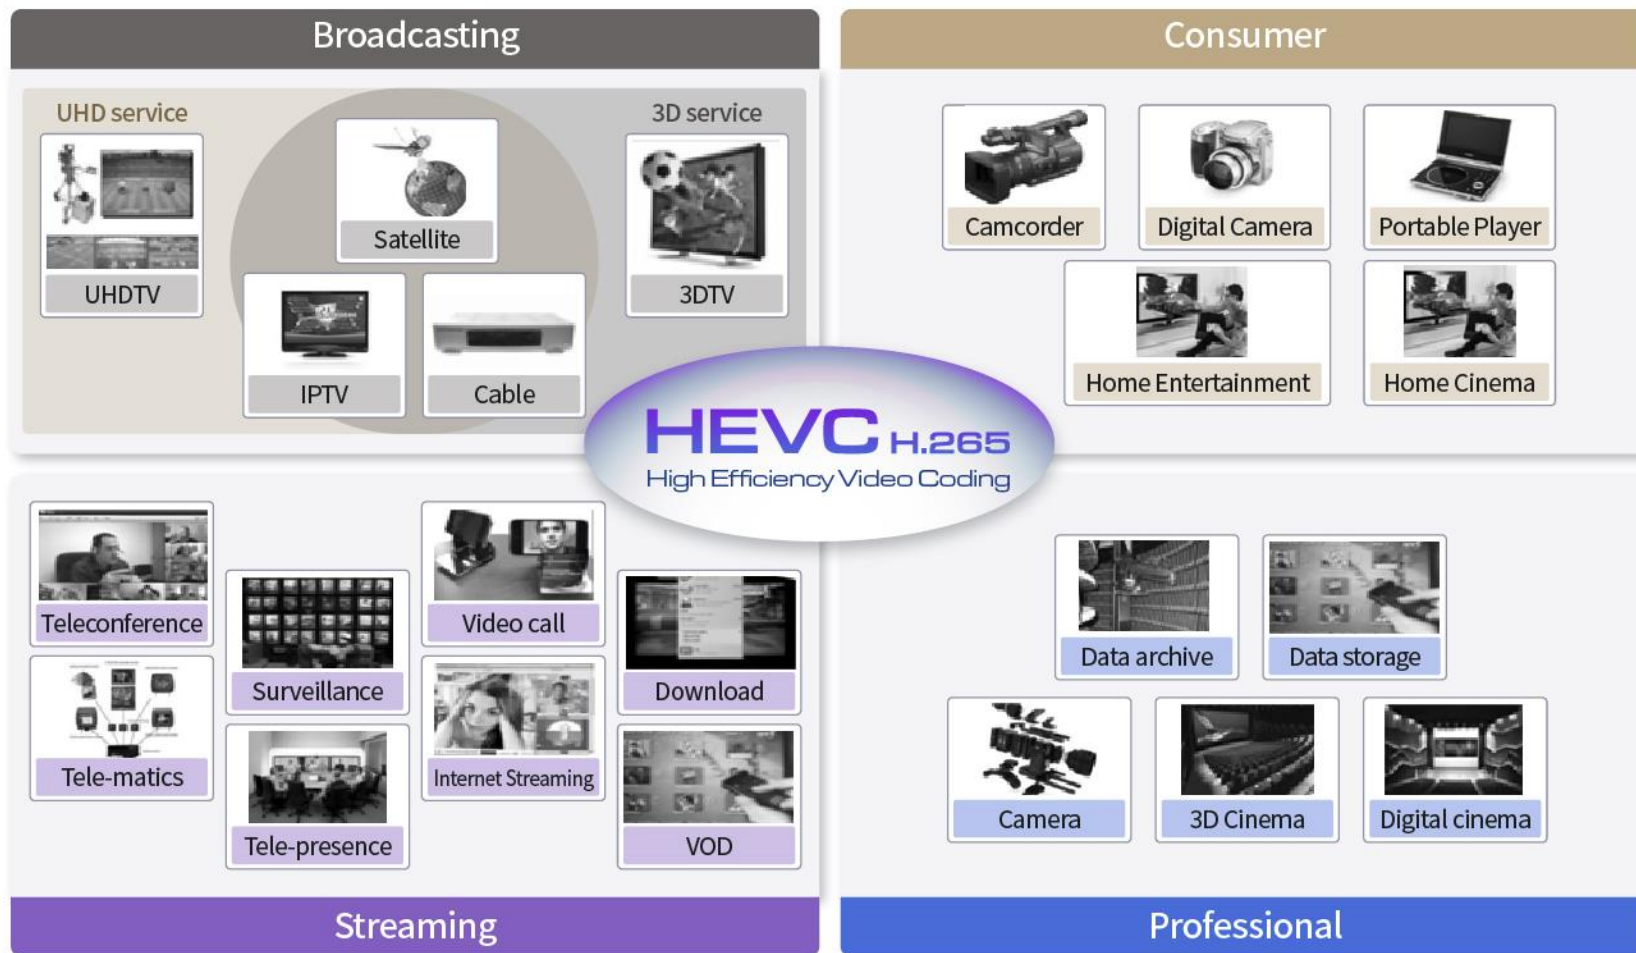 Broadcasting
UHD service
3D service
UHDTV
Satellite
3DTV
IPTV
Cable
Consumer
Camcorder
Digital Camera
Portable Player
Home Entertainment
Home Cinema
HEVC H.265
High Efficiency Video Coding
Teleconference
Surveillance
Video call
Download
Tele-matics
Tele-presence
Internet Streaming
VOD
Streaming
Data archive
Data storage
Camera
3D Cinema
Digital cinema
Professional